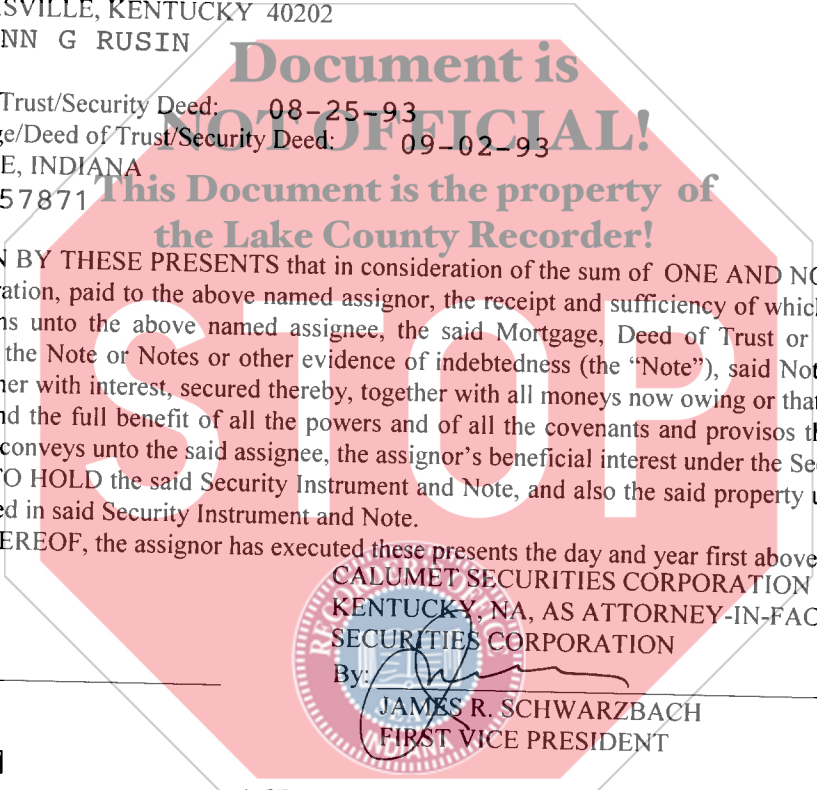 SVILLE, KENTUCKY 40202
NN G RUSIN
Document is
Trust/Security Deed: 08-25-93
NOT OFFICIAL!
e/Deed of Trust/Security Deed: 09-02-93
E, INDIANA
This Document is the property of
57871
the Lake County Recorder!
N BY THESE PRESENTS that in consideration of the sum of ONE AND NO
ation, paid to the above named assignor, the receipt and sufficiency of which
ns unto the above named assignee, the said Mortgage, Deed of Trust or
the Note or Notes or other evidence of indebtedness (the “Note”), said Not
her with interest, secured thereby, together with all moneys now owing or that
nd the full benefit of all the powers and of all the covenants and provisos th
conveys unto the said assignee, the assignor’s beneficial interest under the Se
STOP
TO HOLD the said Security Instrument and Note, and also the said property u
ed in said Security Instrument and Note.
EREOF, the assignor has executed these presents the day and year first above
CALUMET SECURITIES CORPORATION
KENTUCKY, NA, AS ATTORNEY-IN-FAC
SECURITIES CORPORATION
By:
JAMES R. SCHWARZBACH
FIRST VICE PRESIDENT
SEAL
INDIANA